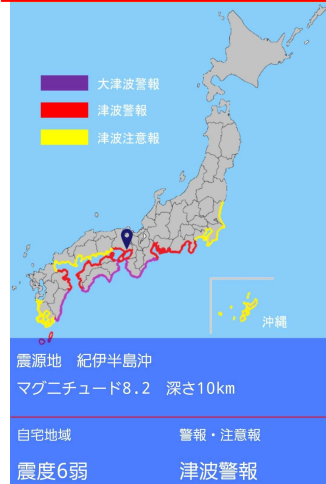 大津波警報
津波警報
津波注意報
沖縄
震源地 紀伊半島沖
マグニチュード8.2 深さ10km
自宅地域 警報・注意報
震度6弱 津波警報